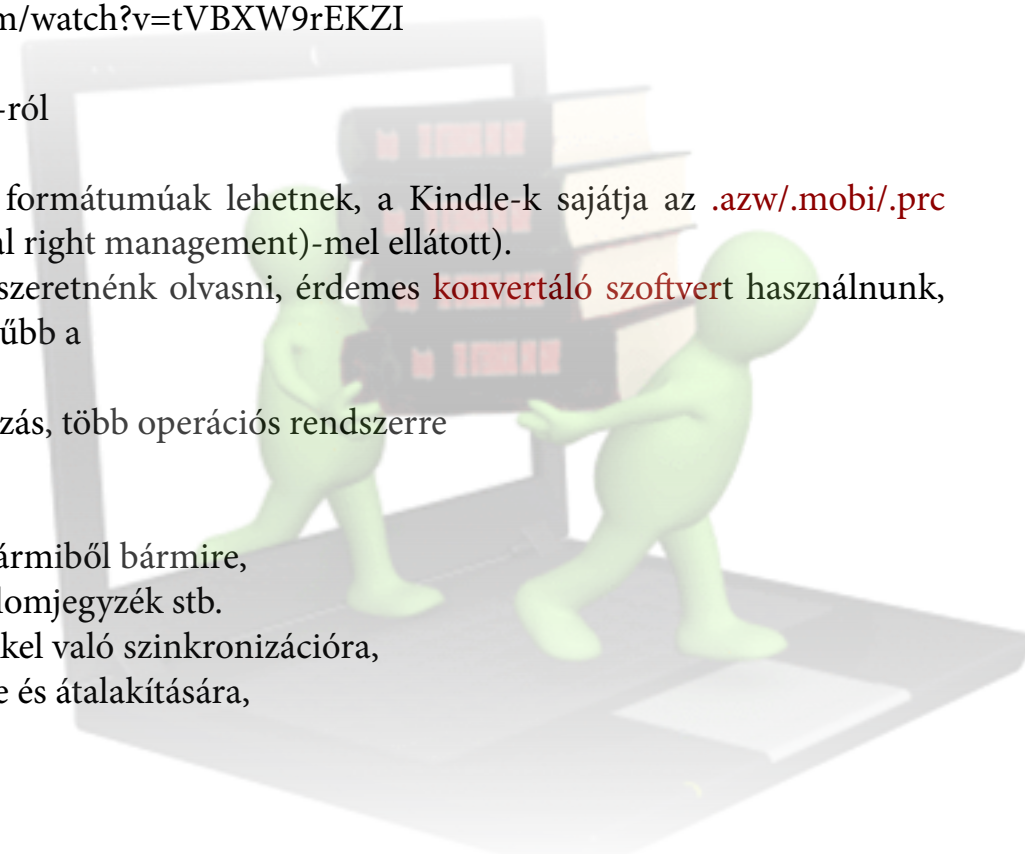 m/watch?v=tVBXW9rEKZI
-ról
formátumúak lehetnek, a Kindle-k sajátja az .azw/.mobi/.prc
al right management)-mel ellátott).
szeretnénk olvasni, érdemes konvertáló szoftvert használnunk,
űbb a
zás, több operációs rendszerre
ármiből bármire,
lomjegyzék stb.
kel való szinkronizációra,
e és átalakítására,